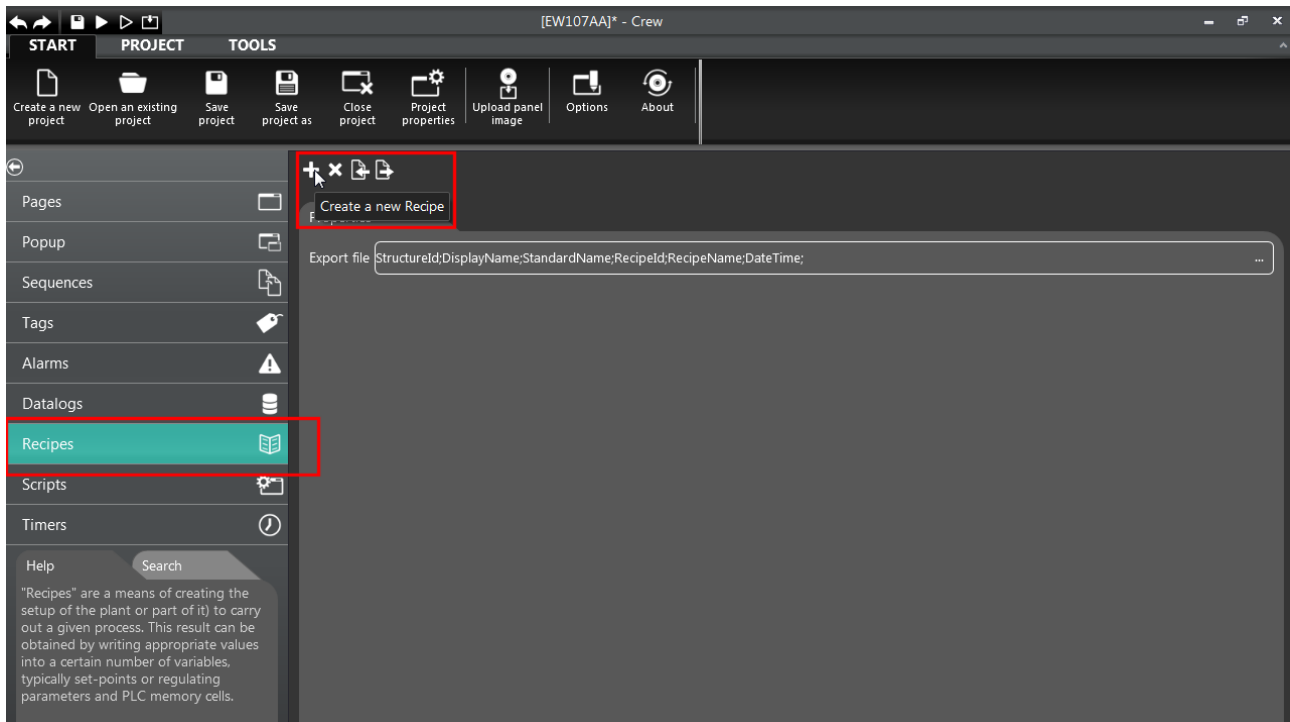 [EW107AA]* - Crew
START PROJECT TOOLS
Create a new project
Open an existing project
Save project
Save project as
Close project
Project properties
Upload panel image
Options
About
Create a new Recipe
Export file StructureId;DisplayName;StandardName;RecipeId;RecipeName;DateTime; ...
Pages
Popup
Sequences
Tags
Alarms
Datalogs
Recipes
Scripts
Timers
Help Search
"Recipes" are a means of creating the
setup of the plant or part of it) to carry
out a given process. This result can be
obtained by writing appropriate values
into a certain number of variables,
typically set-points or regulating
parameters and PLC memory cells.